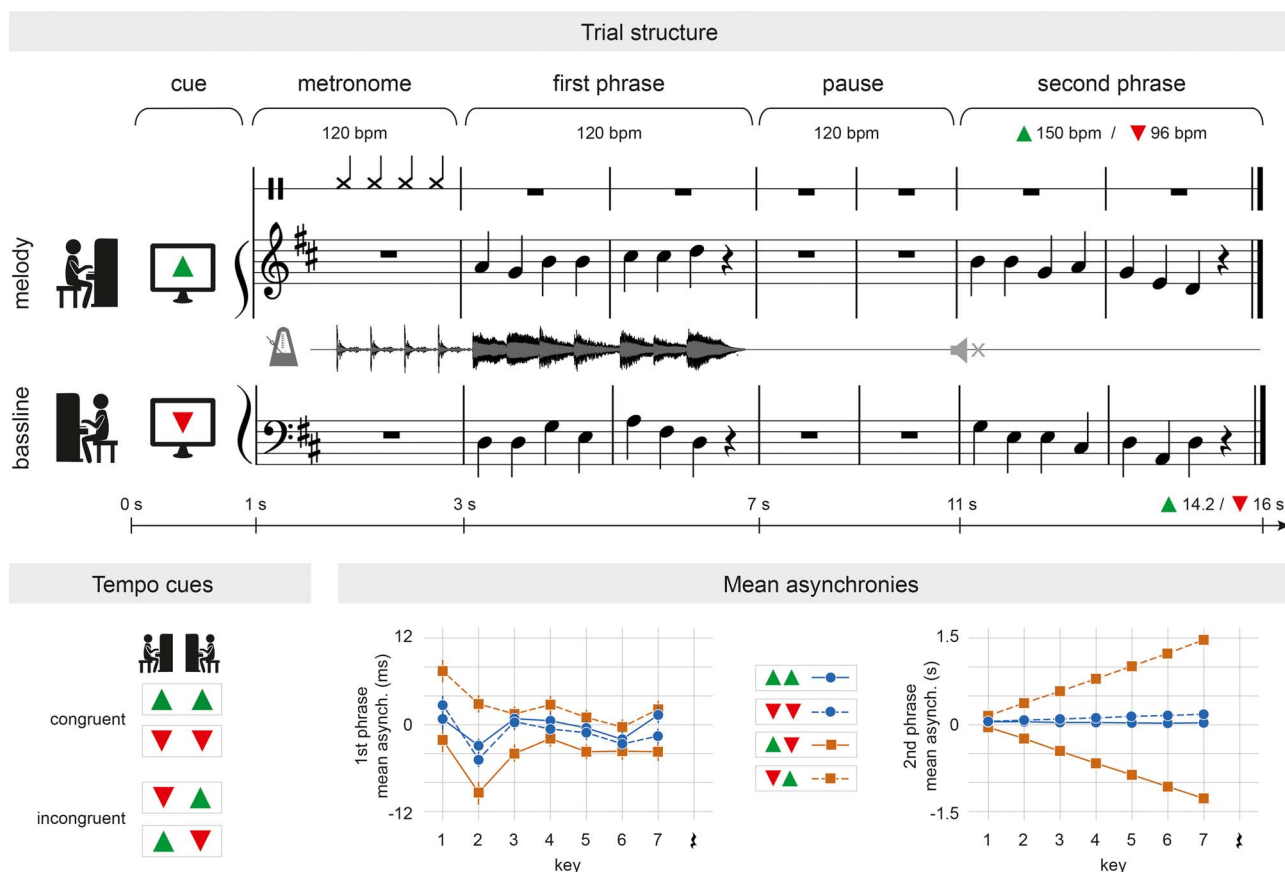 Trial structure
cue metronome first phrase pause second phrase
120 bpm 120 bpm 120 bpm ▲ 150 bpm / ▼ 96 bpm
melody
bassline
0 s 1 s 3 s 7 s 11 s ▲ 14.2 / ▼ 16 s
Tempo cues
congruent
incongruent
Mean asynchronies
1st phrase
mean asynch. (ms)
12
0
-12
1 2 3 4 5 6 7
key
2nd phrase
mean asynch. (s)
1.5
0
-1.5
1 2 3 4 5 6 7
key